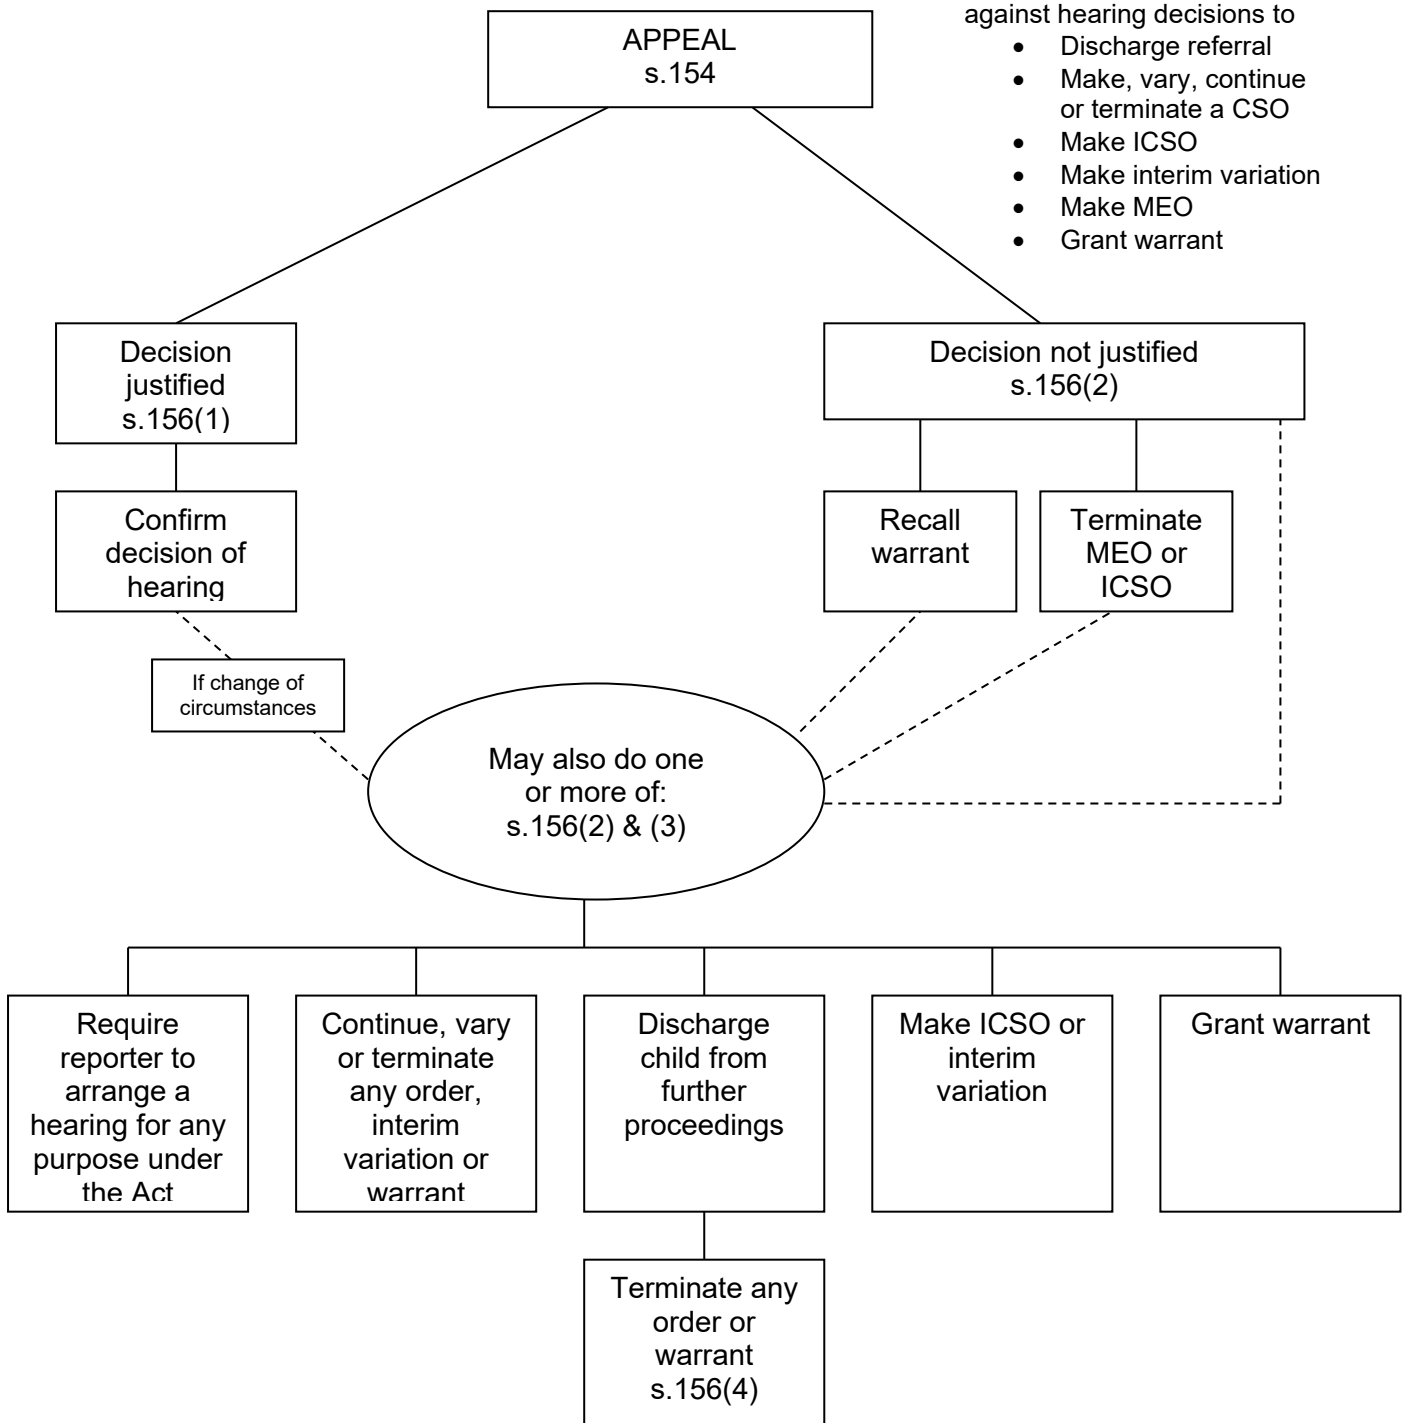 against hearing decisions to
• Discharge referral
• Make, vary, continue
or terminate a CSO
• Make ICSO
• Make interim variation
• Make MEO
• Grant warrant
APPEAL
s.154
Decision
justified
s.156(1)
Decision not justified
s.156(2)
Confirm
decision of
hearing
Recall
warrant
Terminate
MEO or
ICSO
If change of
circumstances
May also do one
or more of:
s.156(2) & (3)
Require
reporter to
arrange a
hearing for any
purpose under
the Act
Continue, vary
or terminate
any order,
interim
variation or
warrant
Discharge
child from
further
proceedings
Make ICSO or
interim
variation
Grant warrant
Terminate any
order or
warrant
s.156(4)